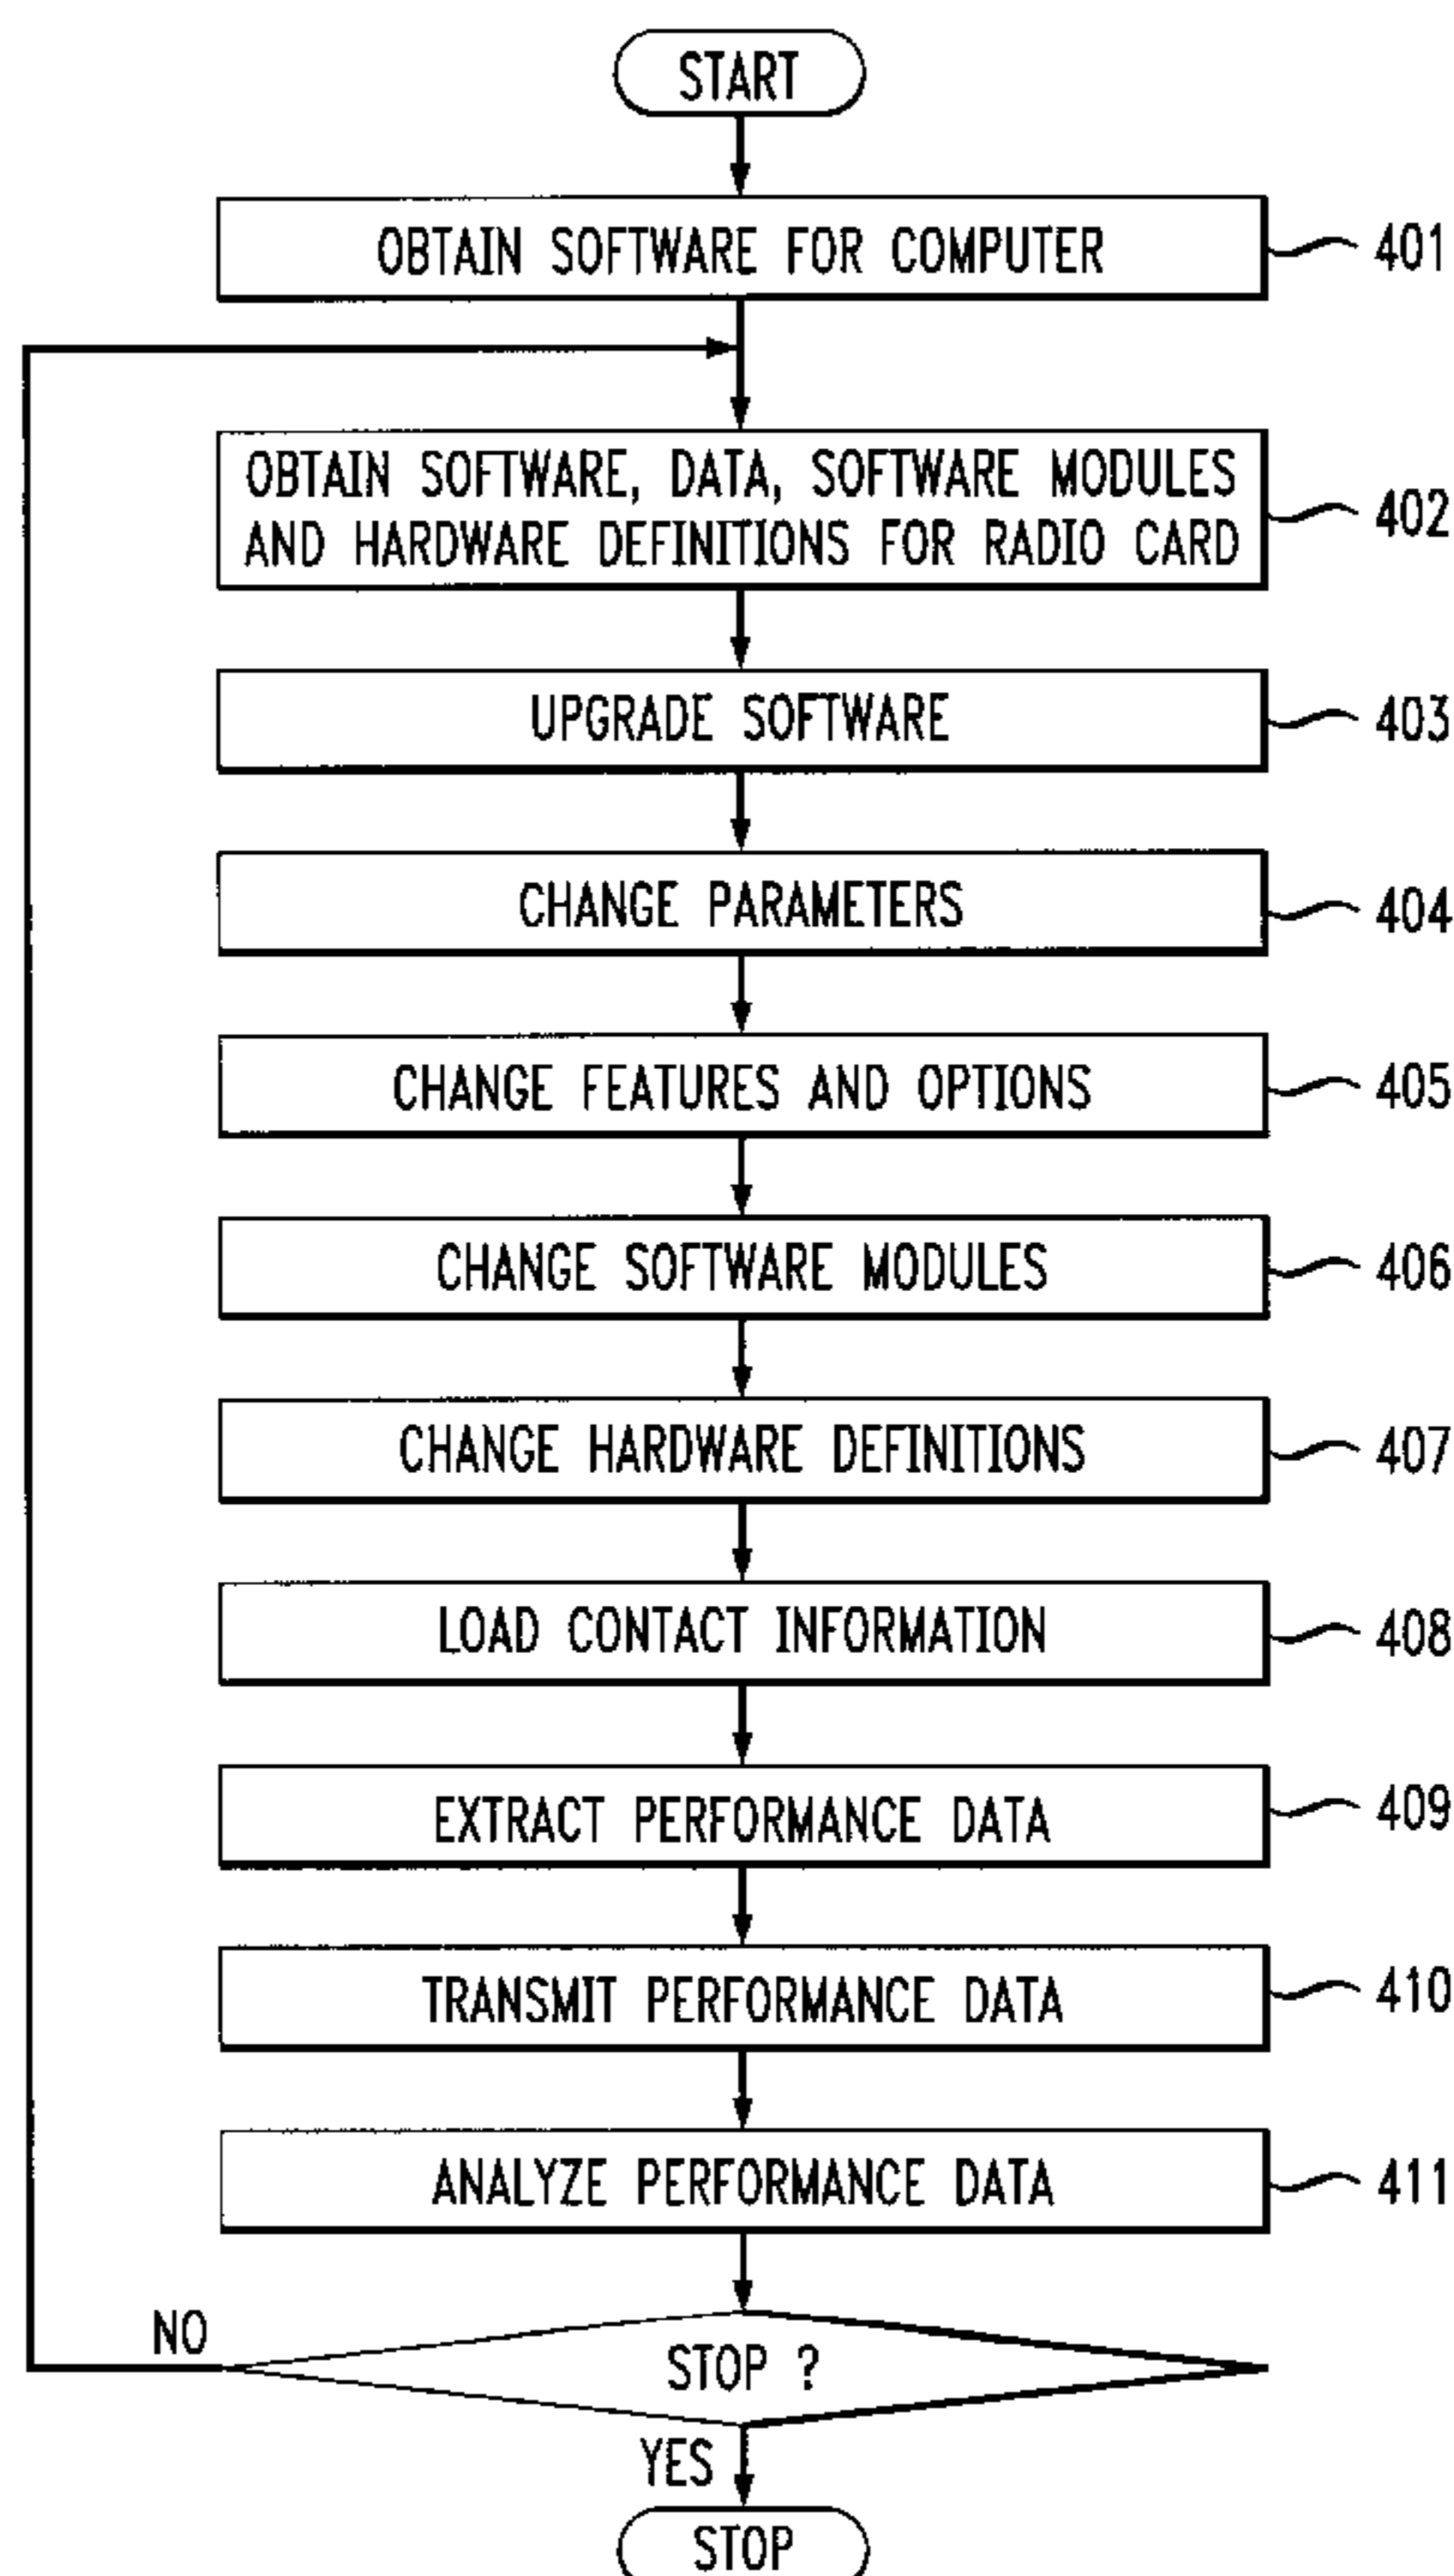 START
OBTAIN SOFTWARE FOR COMPUTER
401
OBTAIN SOFTWARE, DATA, SOFTWARE MODULES
AND HARDWARE DEFINITIONS FOR RADIO CARD
402
UPGRADE SOFTWARE
403
CHANGE PARAMETERS
404
CHANGE FEATURES AND OPTIONS
405
CHANGE SOFTWARE MODULES
406
CHANGE HARDWARE DEFINITIONS
407
LOAD CONTACT INFORMATION
408
EXTRACT PERFORMANCE DATA
409
TRANSMIT PERFORMANCE DATA
410
ANALYZE PERFORMANCE DATA
411
NO
STOP ?
YES
STOP